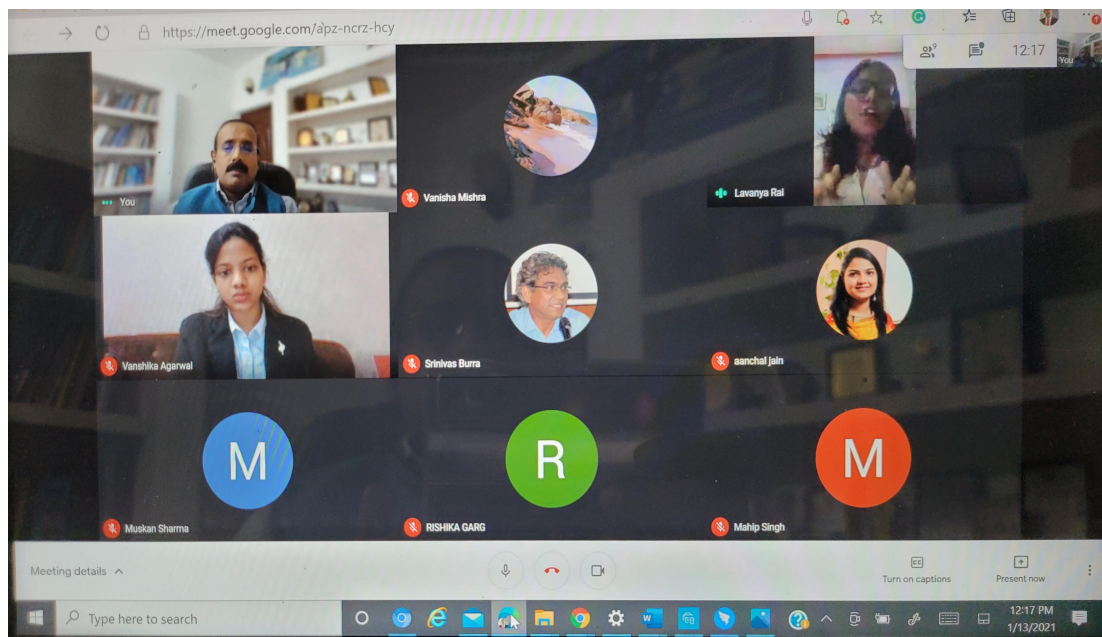 https://meet.google.com/apz-ncrz-hcy
9
12:17
You
You
Vanisha Mishra
Lavanya Rai
Vanshika Agarwal
Srinivas Burra
aanchal jain
M
R
M
Muskan Sharma
RISHIKA GARG
Mahip Singh
Meeting details
Turn on captions
Present now
Type here to search
12:17 PM
1/13/2021